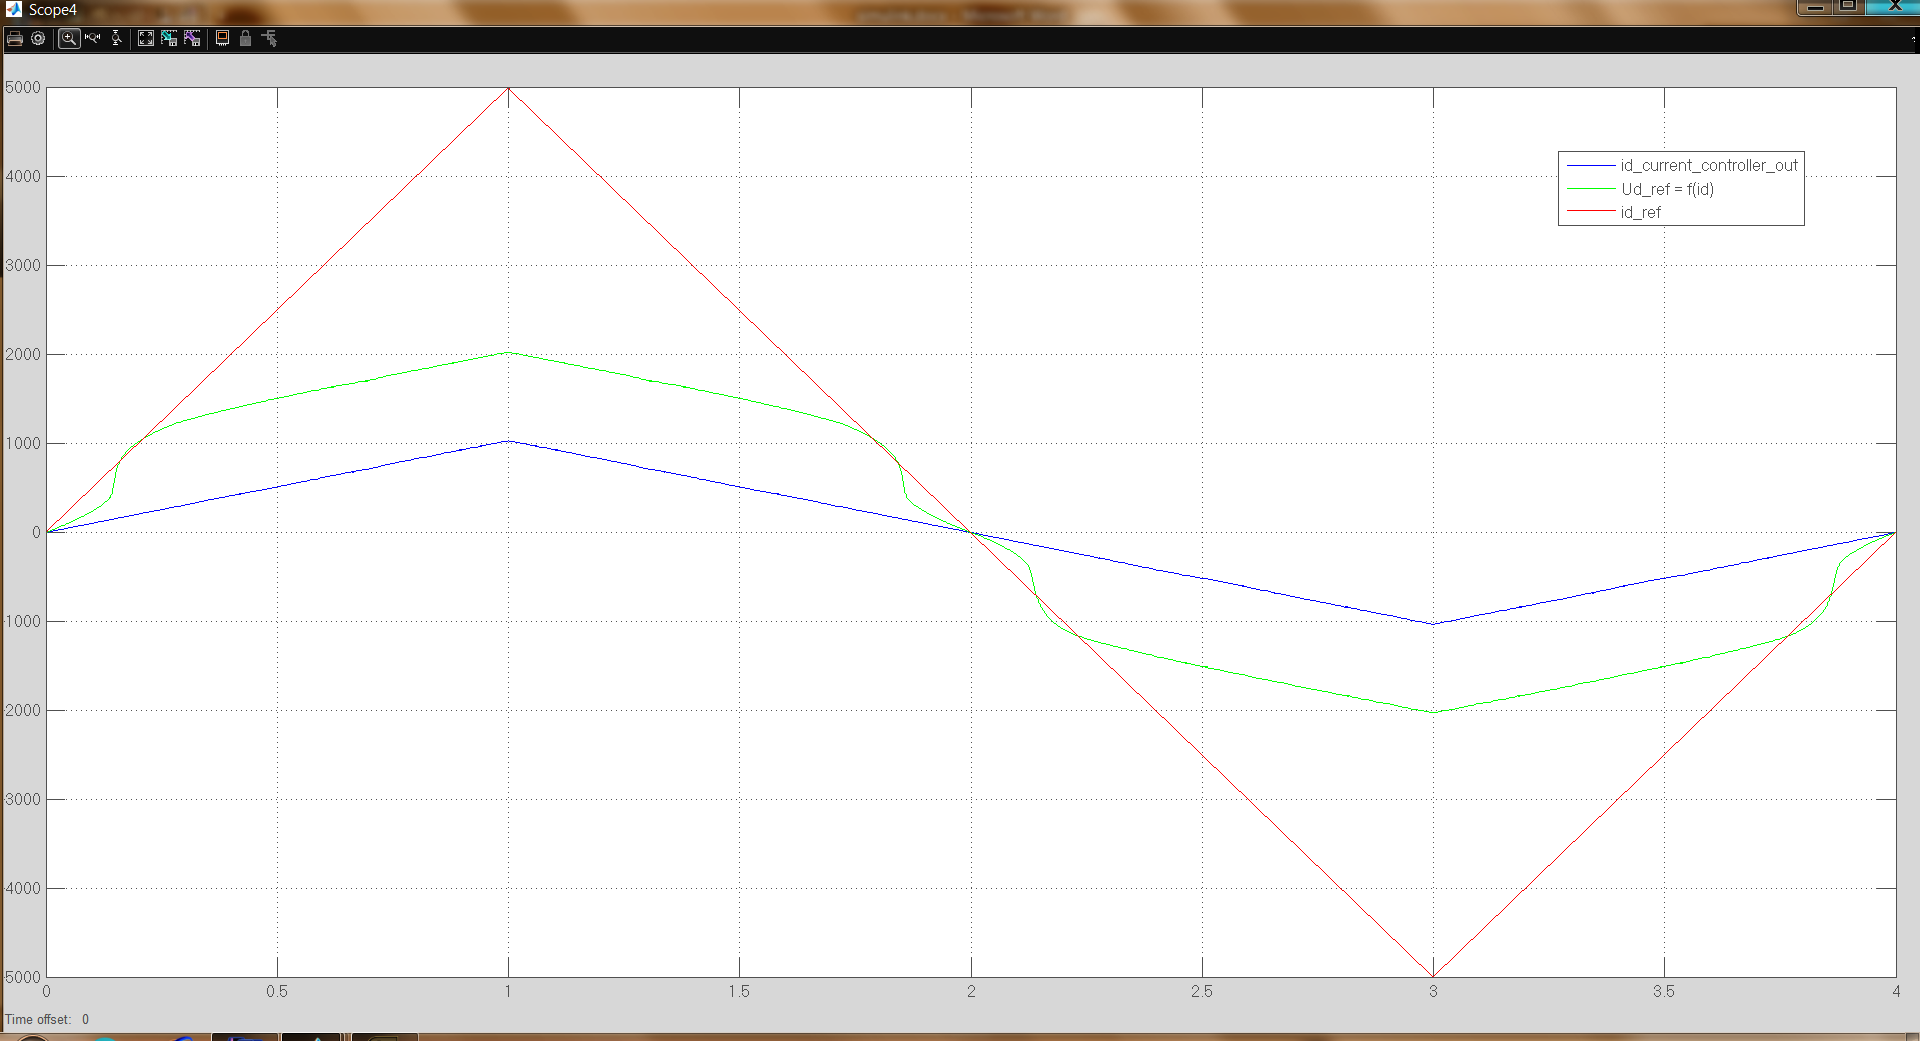 Scope4
5000
4000
3000
2000
1000
0
-1000
-2000
-3000
-4000
-5000
id_current_controller_out
Ud_ref = f(id)
id_ref
0 0.5 1 1.5 2 2.5 3 3.5 4
Time offset: 0